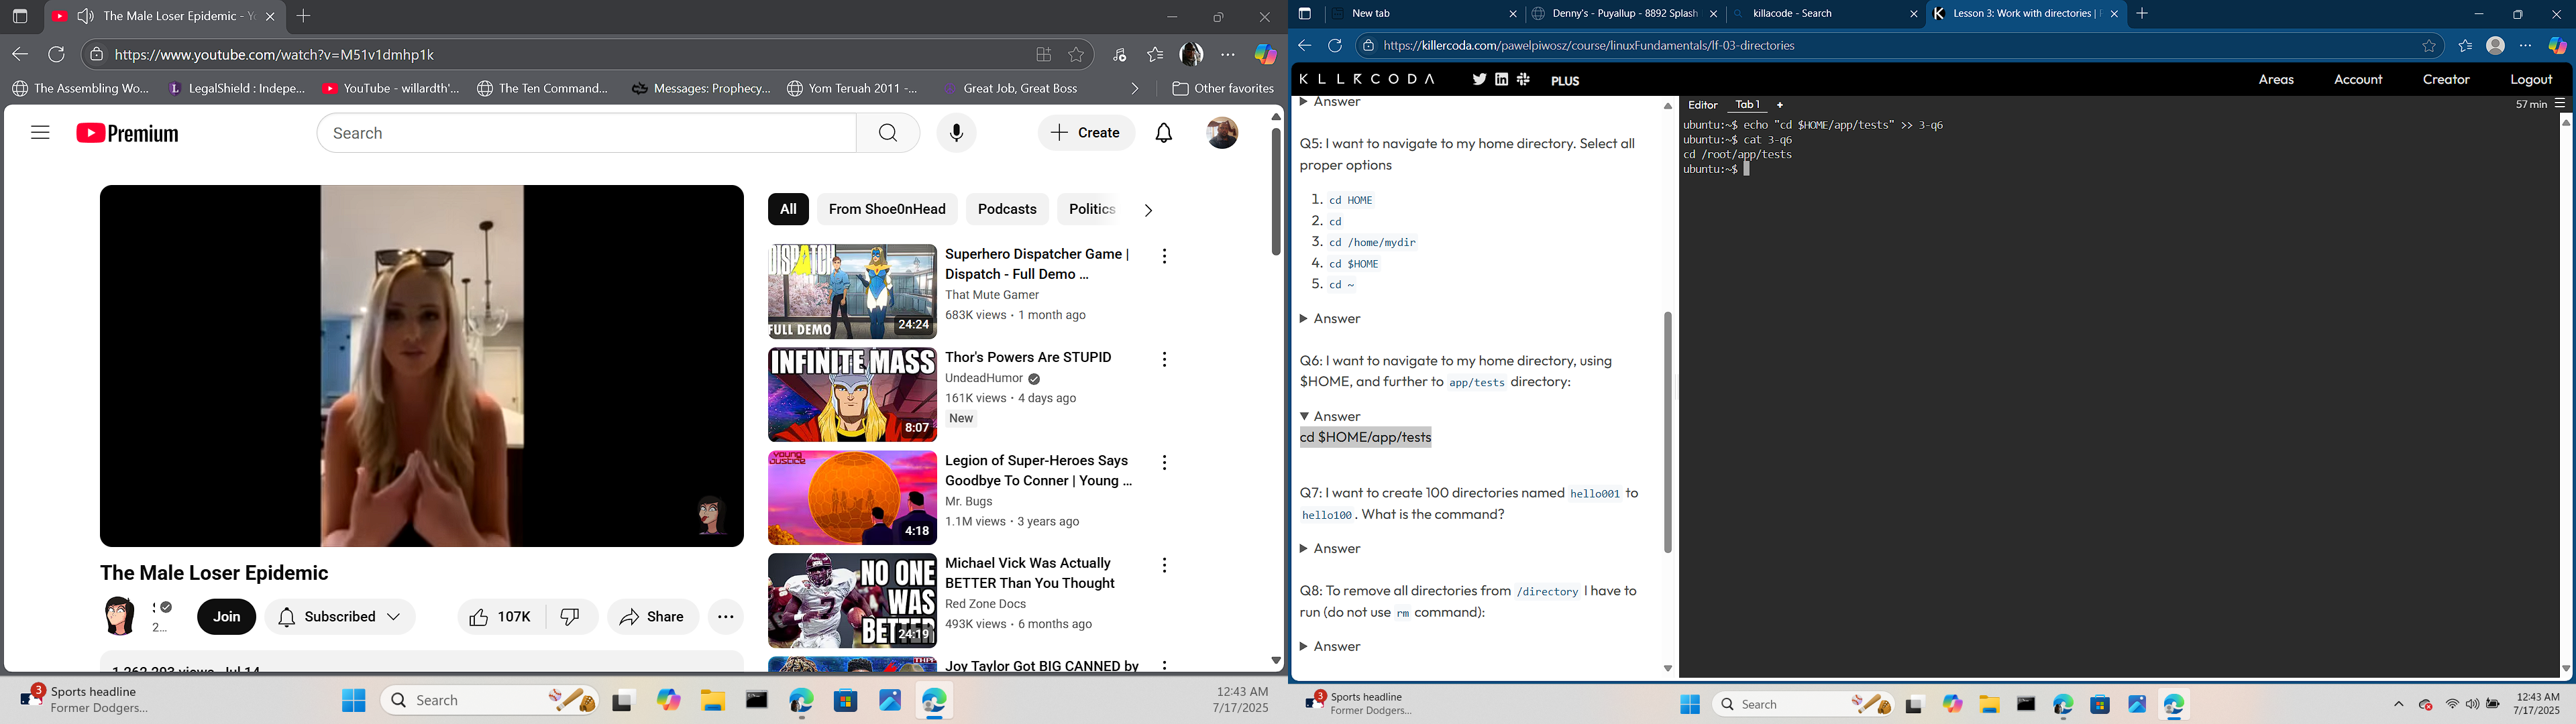 The Male Loser Epidemic - Yo
https://www.youtube.com/watch?v=M51v1dmhp1k
The Assembling Wo...
LegalShield : Indepe...
YouTube - willardth'...
The Ten Command...
Messages: Prophecy...
Yom Teruah 2011 -...
Great Job, Great Boss
Other favorites
Premium
Search
Create
All
From Shoe0nHead
Podcasts
Politics
DISPATCH
FULL DEMO
24:24
Superhero Dispatcher Game |
Dispatch - Full Demo ...
That Mute Gamer
683K views • 1 month ago
INFINITE MASS
8:07
Thor's Powers Are STUPID
UndeadHumor
161K views • 4 days ago
New
YOUNG JUSTICE
4:18
Legion of Super-Heroes Says
Goodbye To Conner | Young ...
Mr. Bugs
1.1M views • 3 years ago
NO ONE
WAS
BETTER
24:19
Michael Vick Was Actually
BETTER Than You Thought
Red Zone Docs
493K views • 6 months ago
Joy Taylor Got BIG CANNED by
The Male Loser Epidemic
2...
Join
Subscribed
107K
Share
1,262,293 views Jul 14
3
Sports headline
Former Dodgers...
Search
12:43 AM
7/17/2025
New tab
Denny's - Puyallup - 8892 Splash
killacode - Search
Lesson 3: Work with directories |
https://killercoda.com/pawelpiwosz/course/linuxFundamentals/lf-03-directories
KILLERCODA
PLUS
Areas
Account
Creator
Logout
Answer
Q5: I want to navigate to my home directory. Select all
proper options
1. cd HOME
2. cd
3. cd /home/mydir
4. cd $HOME
5. cd ~
Answer
Q6: I want to navigate to my home directory, using
$HOME, and further to app/tests directory:
Answer
cd $HOME/app/tests
Q7: I want to create 100 directories named hello001 to
hello100. What is the command?
Answer
Q8: To remove all directories from /directory I have to
run (do not use rm command):
Answer
Editor
Tab 1
+
57 min
ubuntu:~$ echo "cd $HOME/app/tests" >> 3-q6
ubuntu:~$ cat 3-q6
cd /root/app/tests
ubuntu:~$
3
Sports headline
Former Dodgers...
Search
12:43 AM
7/17/2025